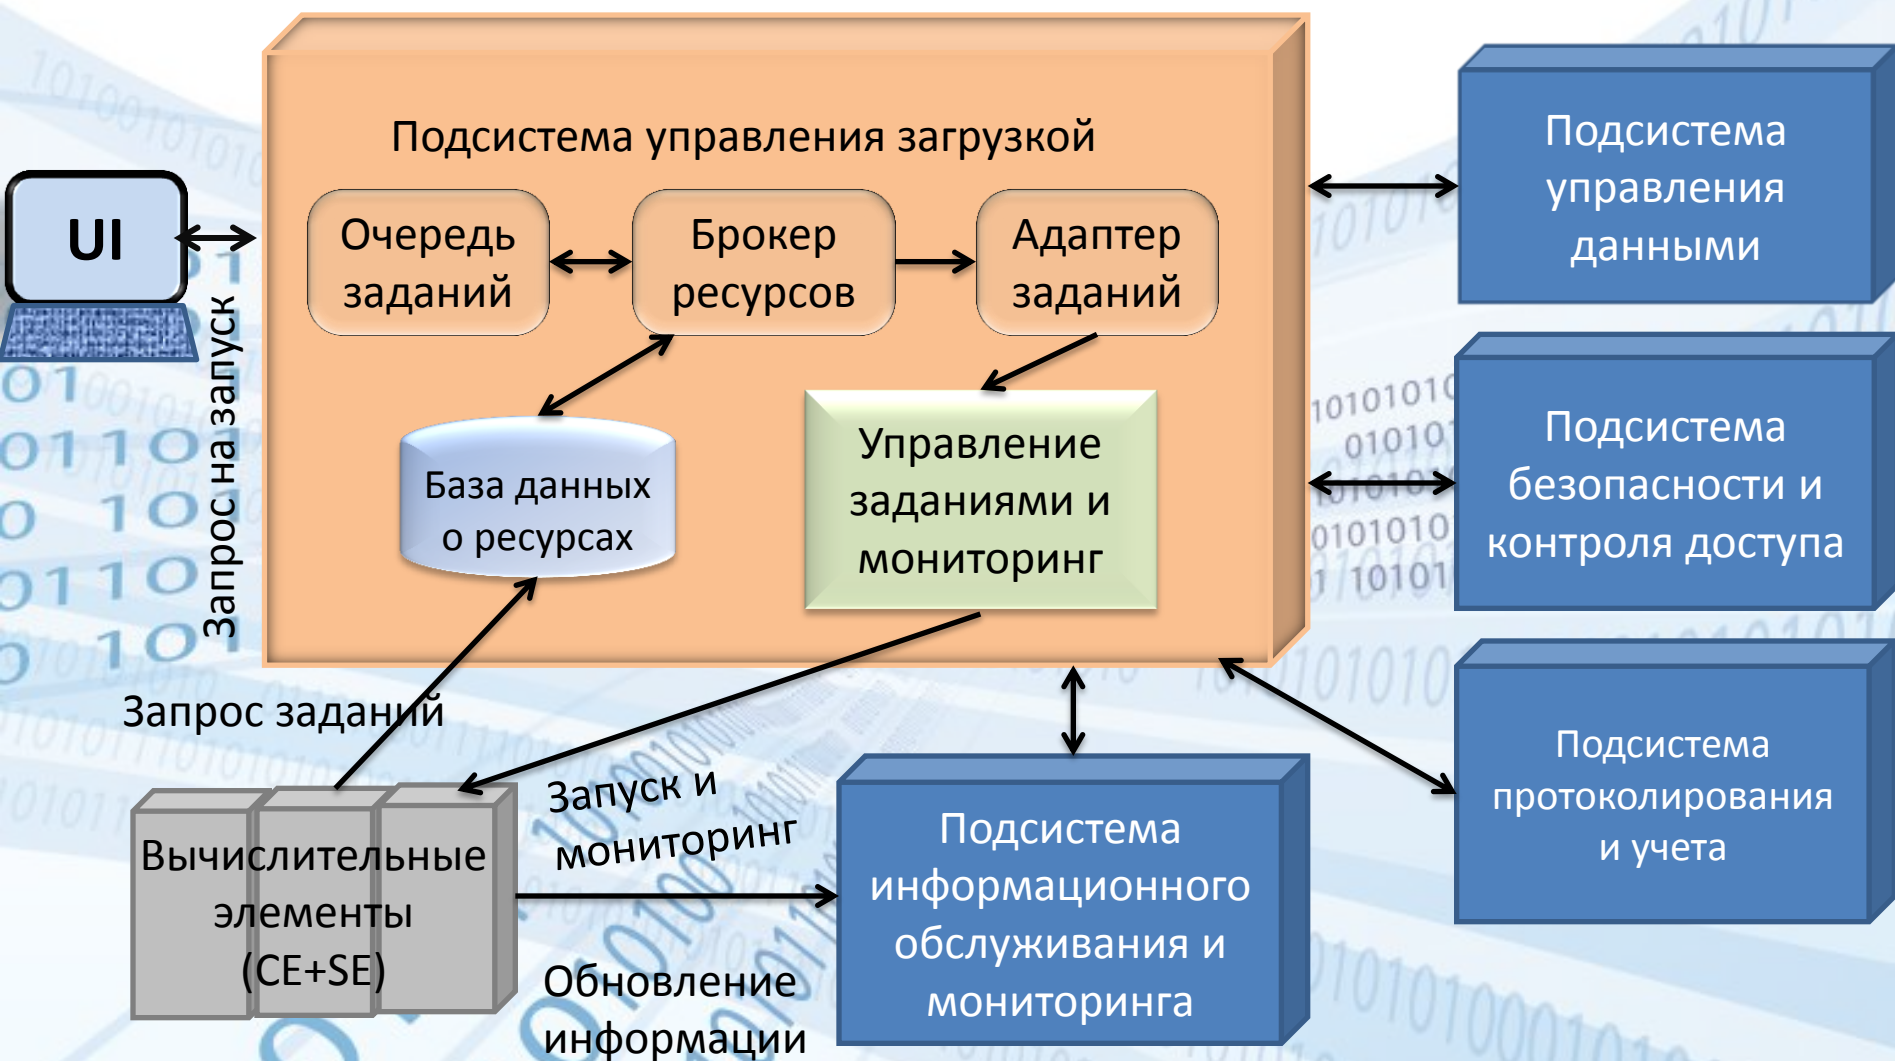 Подсистема управления загрузкой
UI
Запрос на запуск
Очередь
заданий
Брокер
ресурсов
Адаптер
заданий
База данных
о ресурсах
Управление
заданиями и
мониторинг
Подсистема
управления
данными
Подсистема
безопасности и
контроля доступа
Подсистема
протоколирования
и учета
Запрос заданий
Вычислительные
элементы
(CE+SE)
Запуск и
мониторинг
Обновление
информации
Подсистема
информационного
обслуживания и
мониторинга